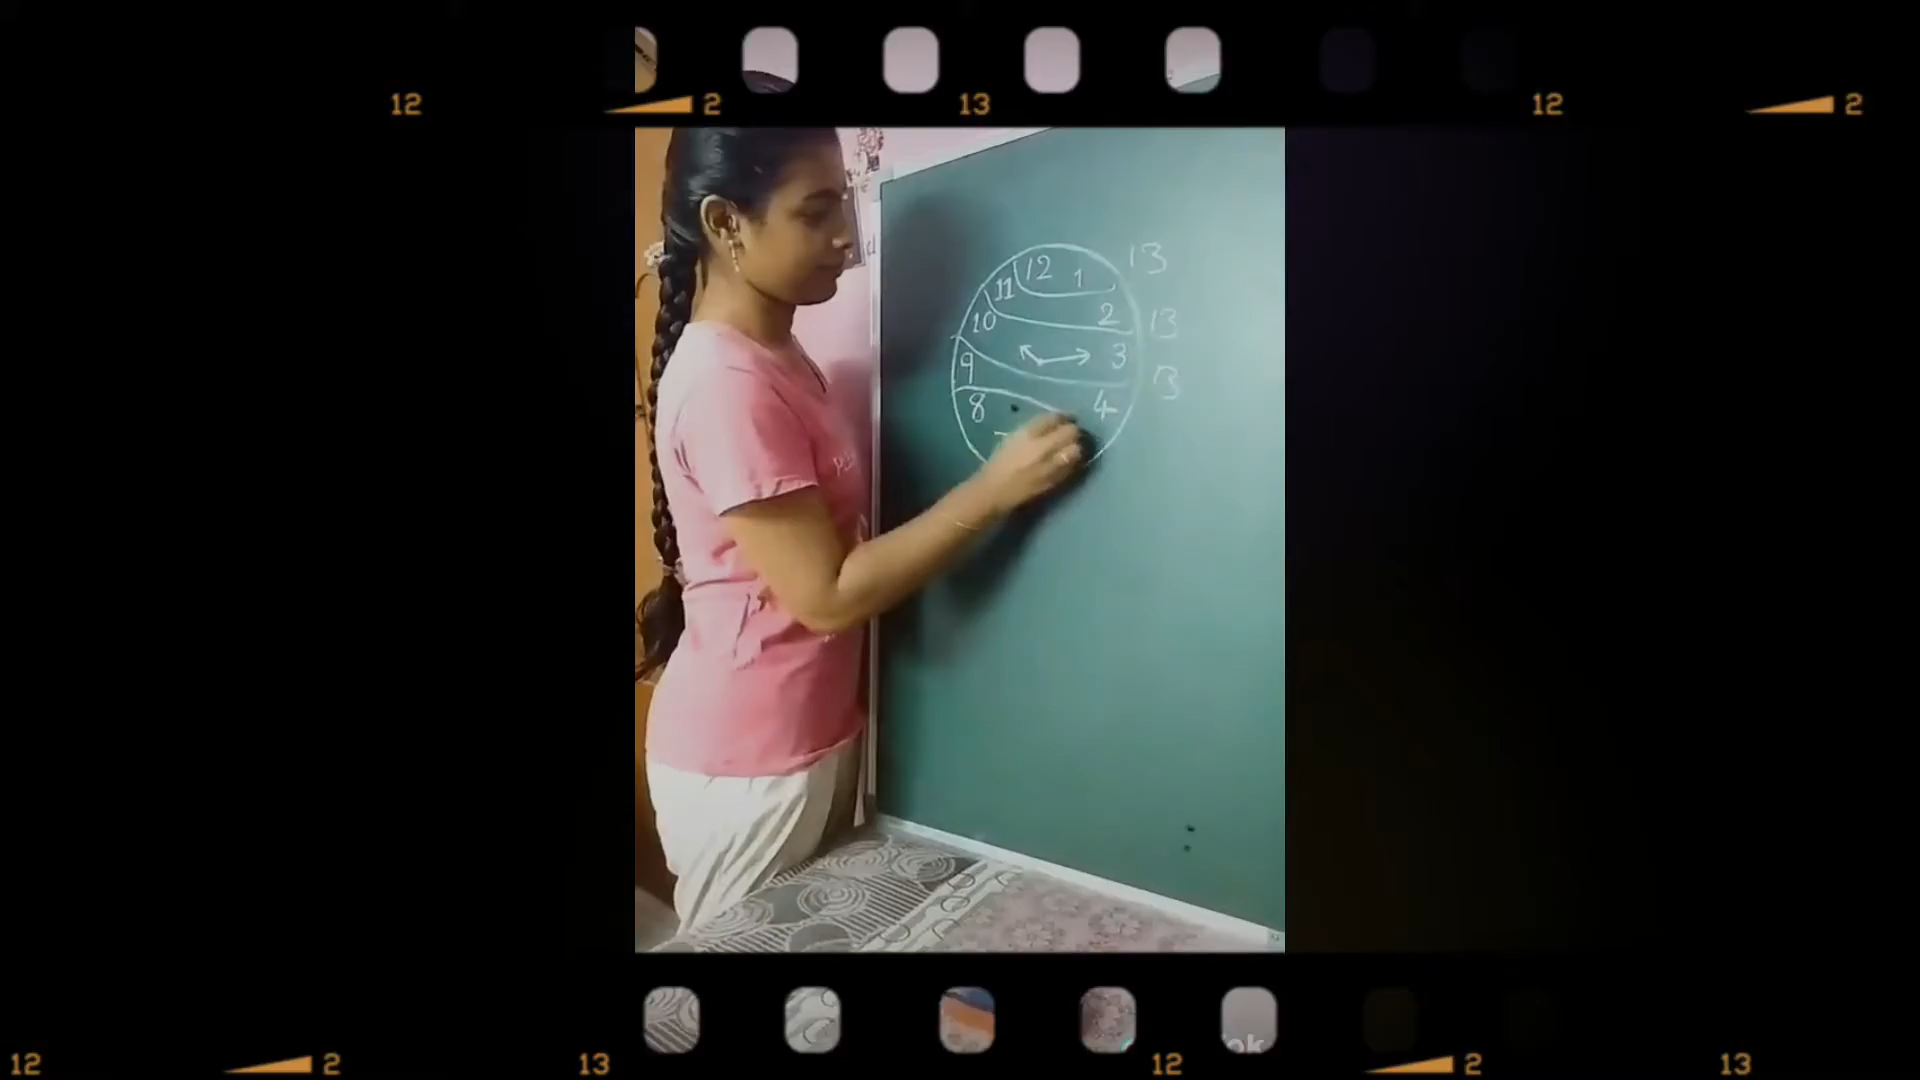 12 2 13 12 2
12 1 13
11
10 2 13
9 3
8 4 13
12 2 13 12 2 13